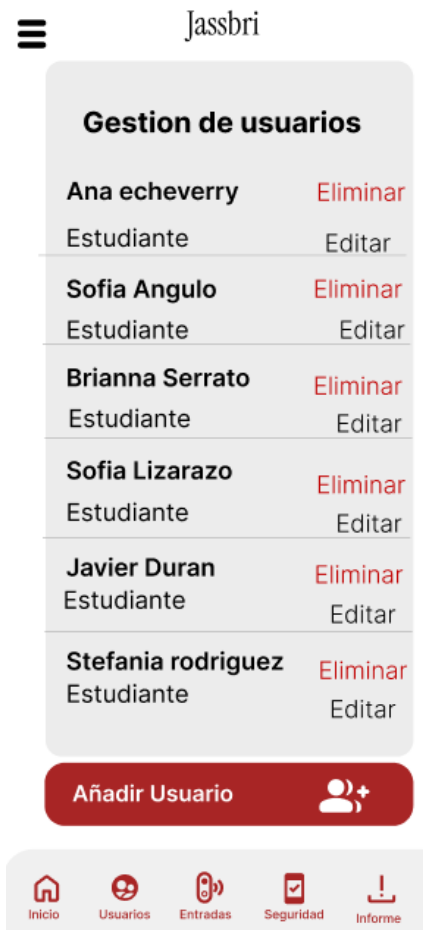 Jassbri
Gestion de usuarios
Ana echeverry Eliminar
Estudiante Editar
Sofia Angulo Eliminar
Estudiante Editar
Brianna Serrato Eliminar
Estudiante Editar
Sofia Lizarazo Eliminar
Estudiante Editar
Javier Duran Eliminar
Estudiante Editar
Stefania rodriguez Eliminar
Estudiante Editar
Añadir Usuario
Inicio Usuarios Entradas Seguridad Informe